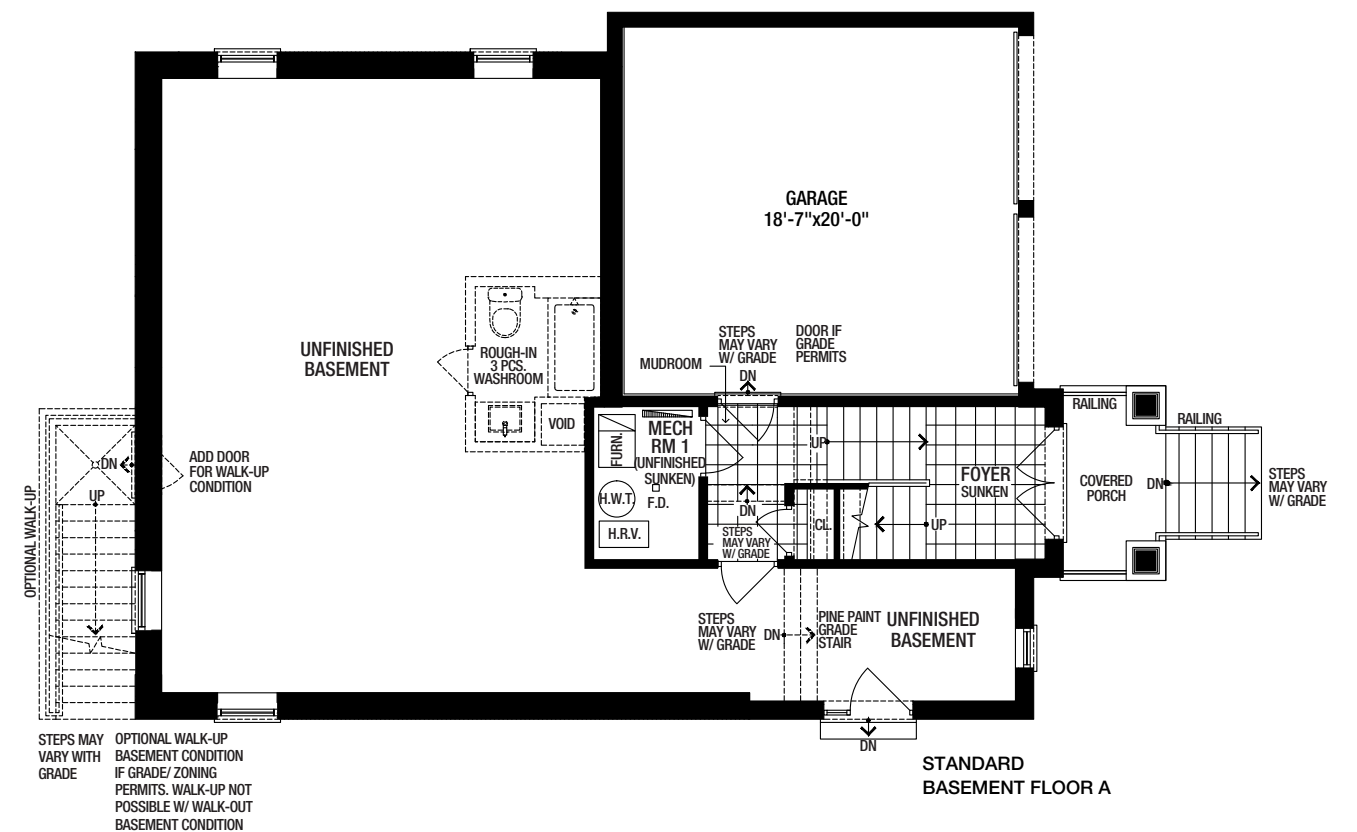 GARAGE
18'-7"x20'-0"
UNFINISHED
BASEMENT
ROUGH-IN
3 PCS.
WASHROOM
VOID
STEPS
MAY VARY
W/ GRADE
DN
DOOR IF
GRADE
PERMITS
MUDROOM
MECH
RM 1
(UNFINISHED
SUNKEN)
FURN.
H.W.T.
F.D.
H.R.V.
UP
DN
STEPS
MAY VARY
W/ GRADE
CL.
UP
FOYER
SUNKEN
RAILING
RAILING
COVERED
PORCH
DN
STEPS
MAY VARY
W/ GRADE
OPTIONAL WALK-UP
DN
UP
ADD DOOR
FOR WALK-UP
CONDITION
STEPS
MAY VARY
W/ GRADE
DN
PINE PAINT
GRADE
STAIR
UNFINISHED
BASEMENT
DN
STEPS MAY
VARY WITH
GRADE
OPTIONAL WALK-UP
BASEMENT CONDITION
IF GRADE/ ZONING
PERMITS. WALK-UP NOT
POSSIBLE W/ WALK-OUT
BASEMENT CONDITION
STANDARD
BASEMENT FLOOR A